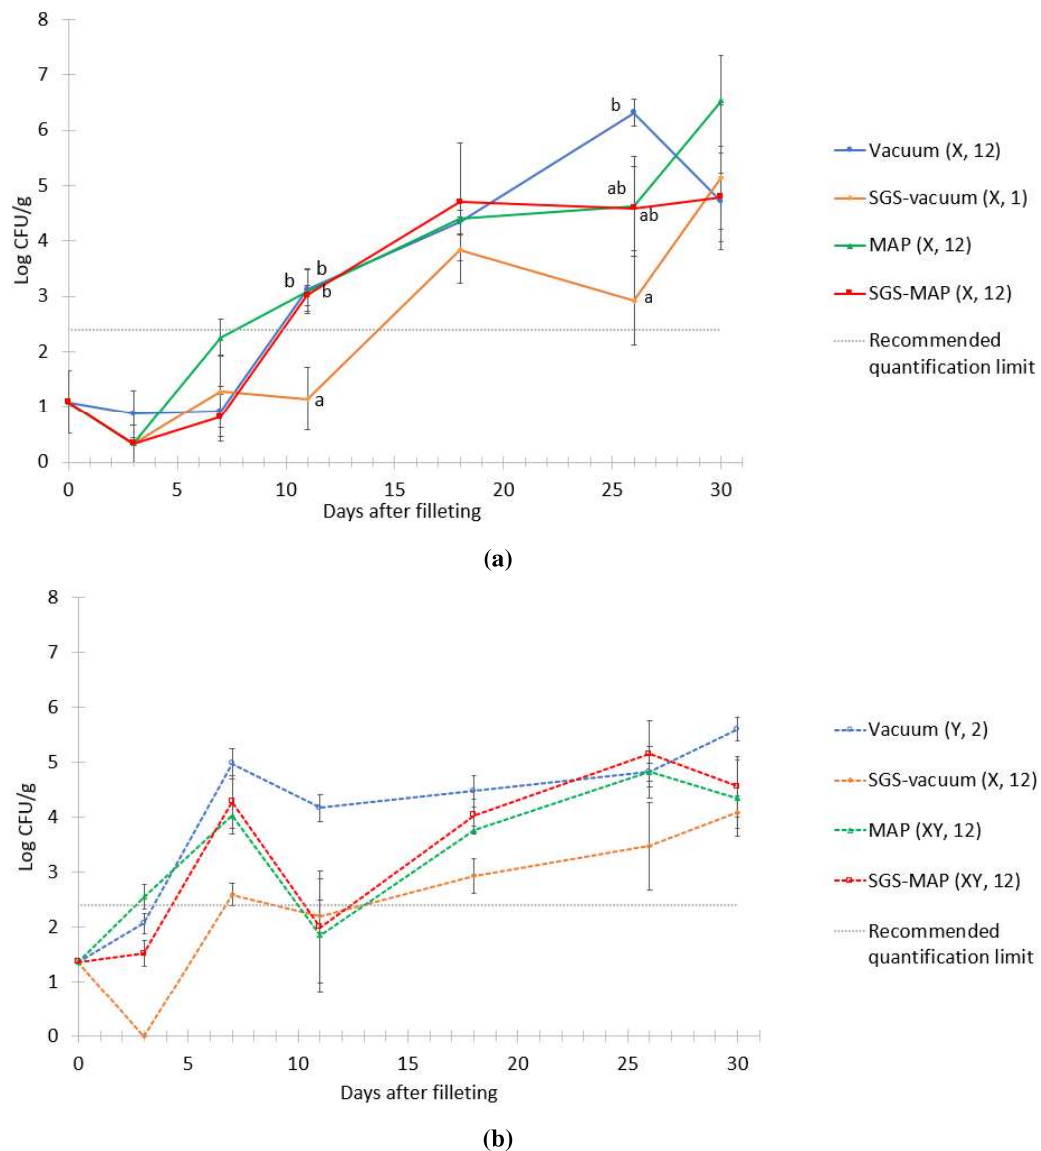 8
7
6
5
4
3
2
1
0
Log CFU/g
b
b
b
b
a
b
ab
ab
a
0 5 10 15 20 25 30
Days after filleting
Vacuum (X, 12)
SGS-vacuum (X, 1)
MAP (X, 12)
SGS-MAP (X, 12)
Recommended
quantification limit
(a)
8
7
6
5
4
3
2
1
0
Log CFU/g
0 5 10 15 20 25 30
Days after filleting
Vacuum (Y, 2)
SGS-vacuum (X, 12)
MAP (XY, 12)
SGS-MAP (XY, 12)
Recommended
quantification limit
(b)